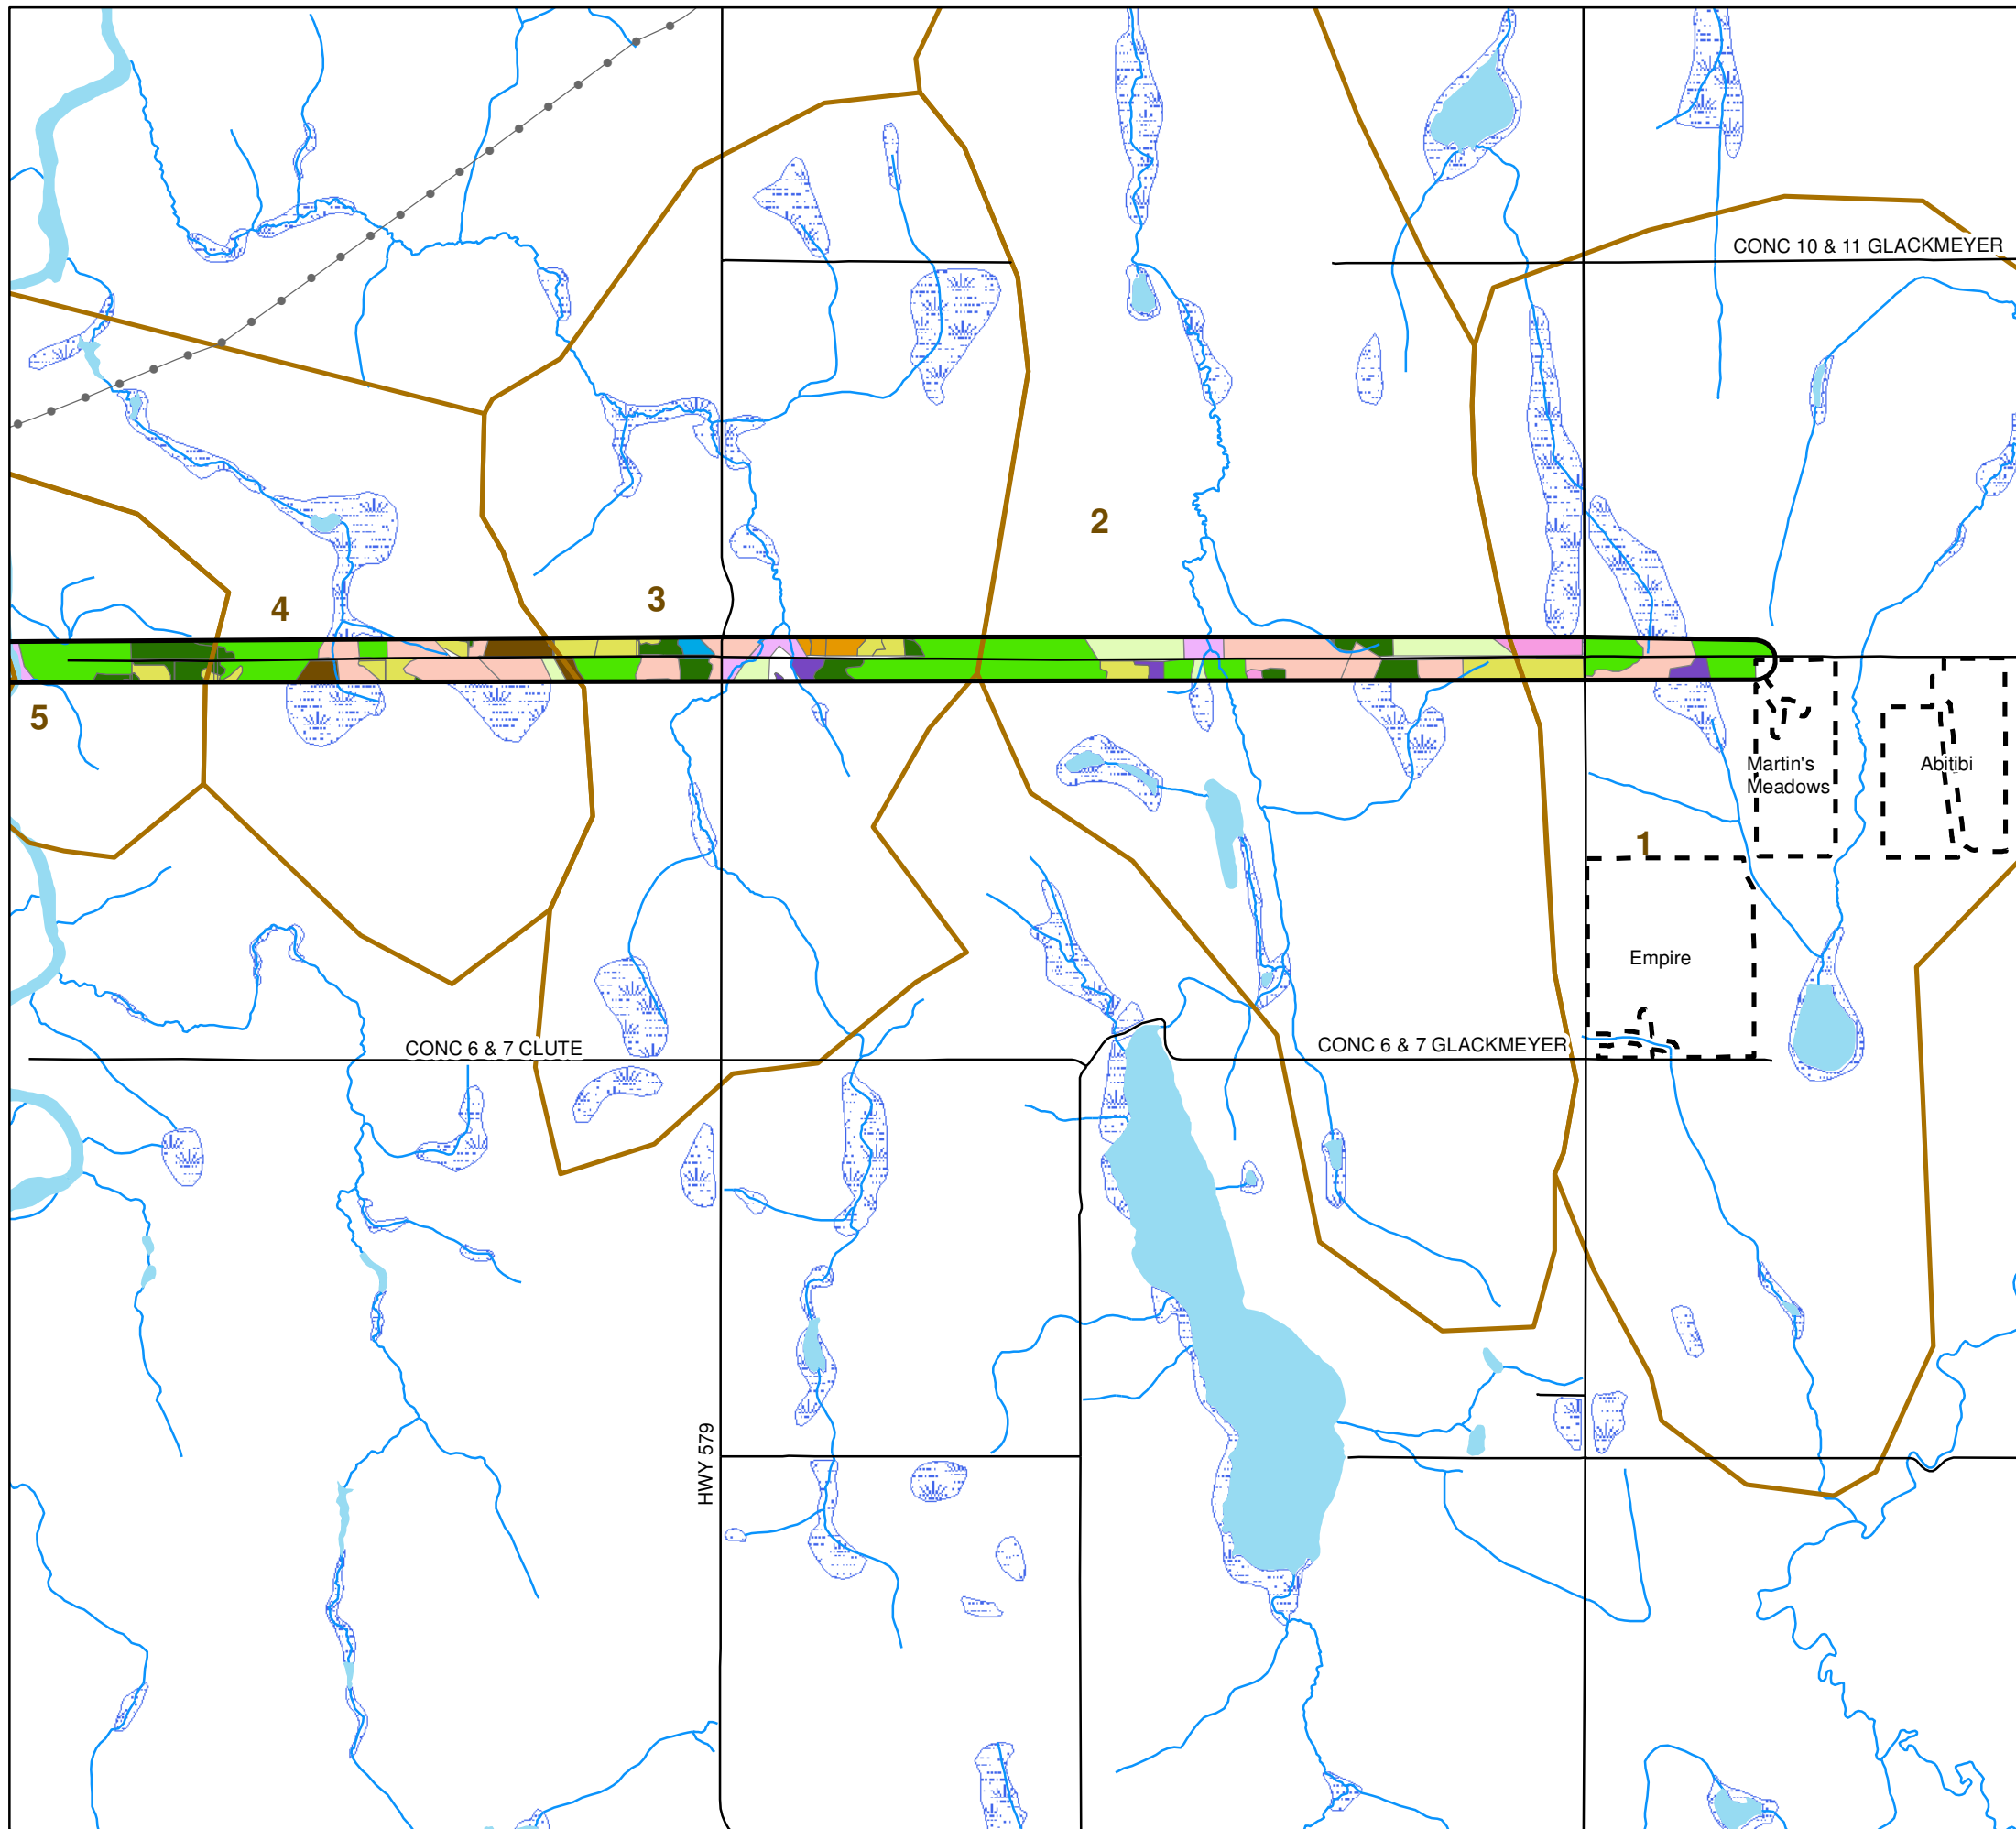 CONC 10 & 11 GLACKMEYER
2
3
4
5
Martin's
Meadows
Abitibi
1
Empire
CONC 6 & 7 CLUTE
CONC 6 & 7 GLACKMEYER
HWY 579